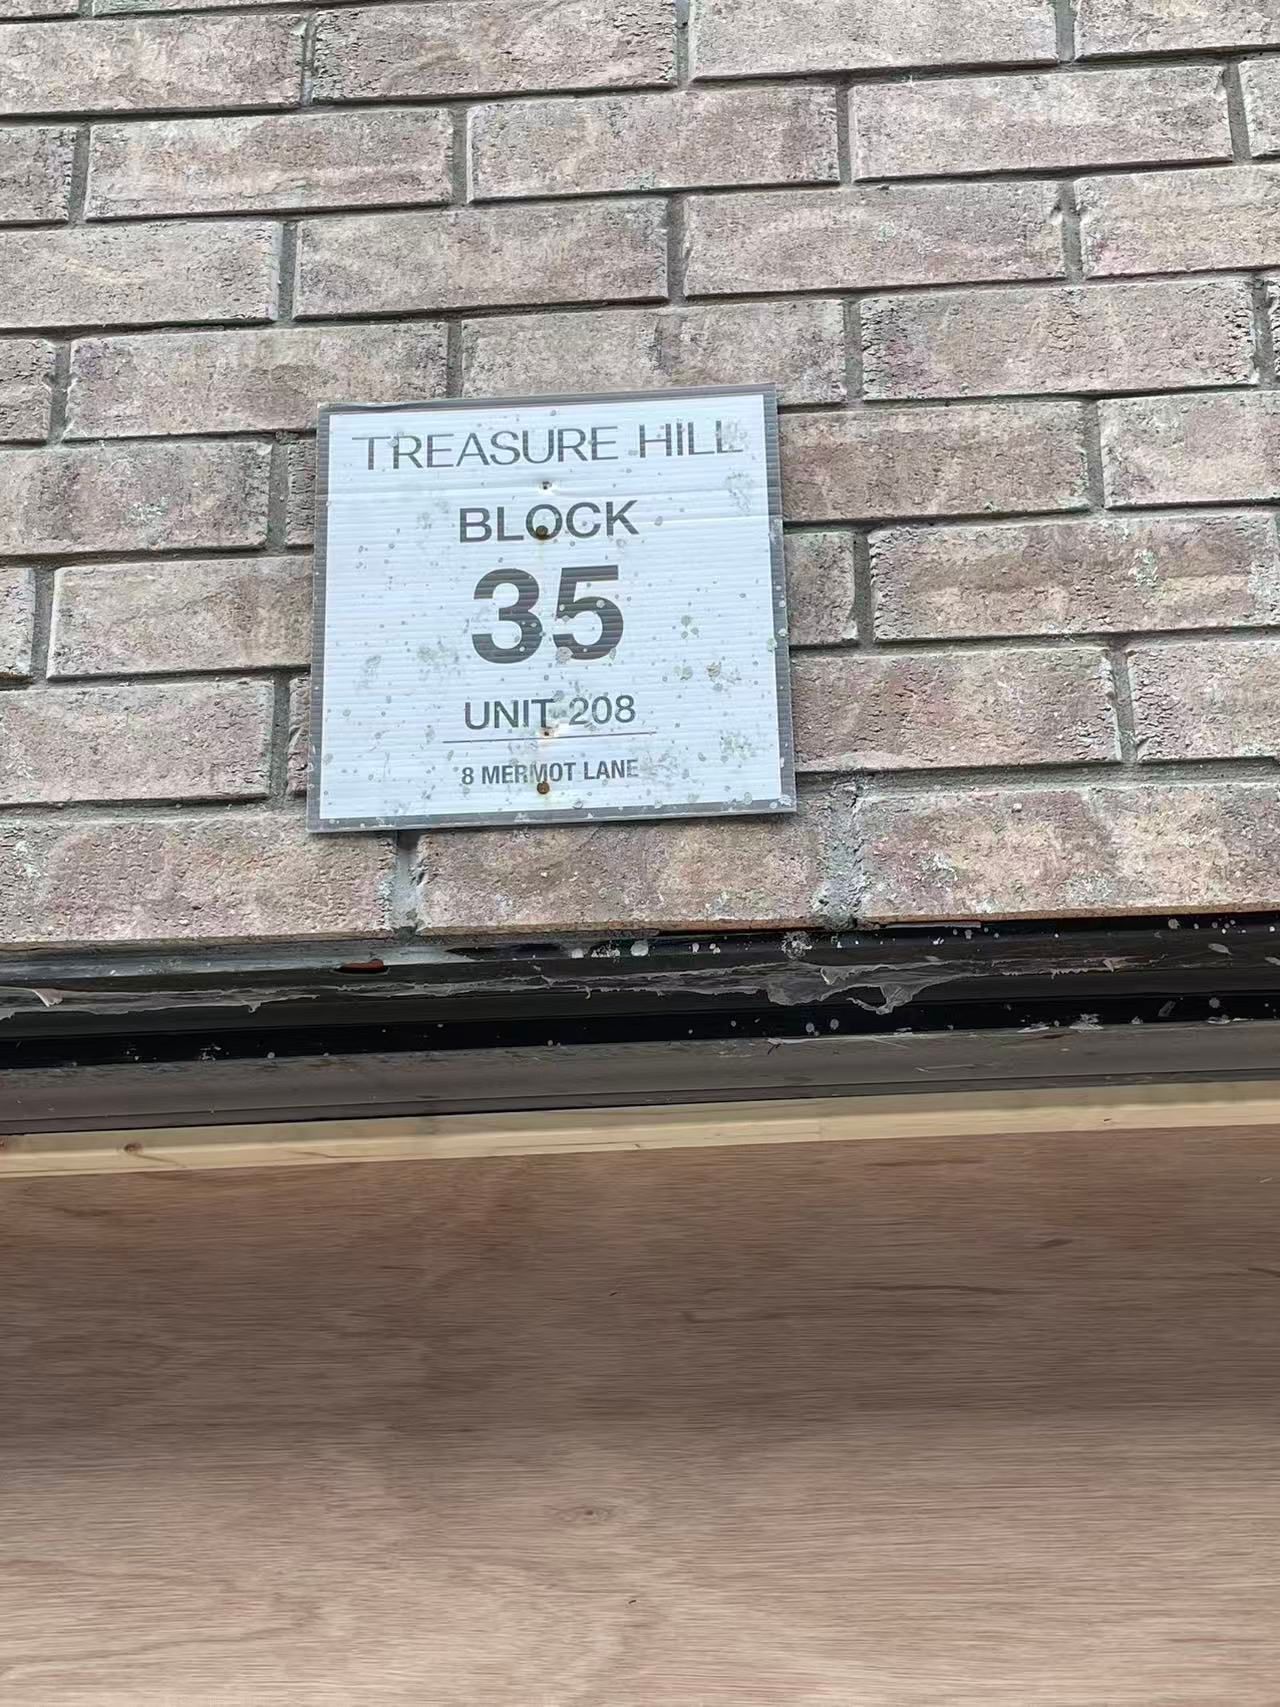 TREASURE HILL
BLOCK
35
UNIT 208
8 MERMOT LANE